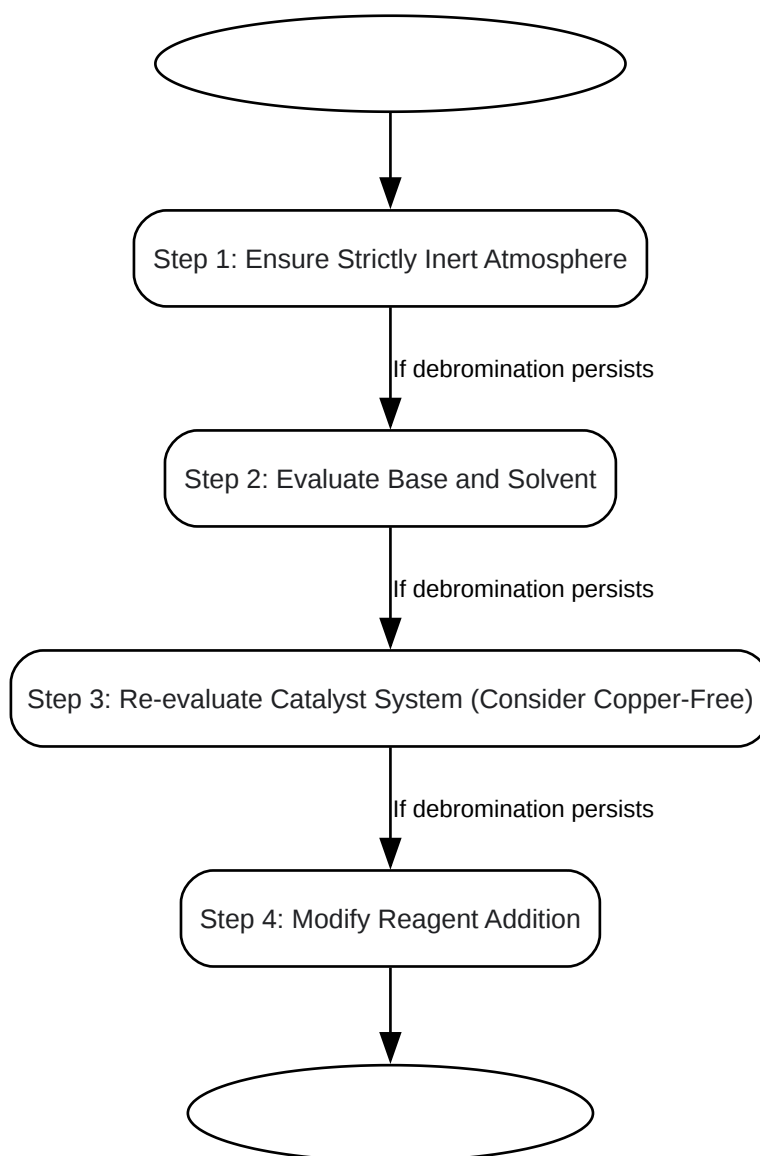 Step 1: Ensure Strictly Inert Atmosphere
If debromination persists
Step 2: Evaluate Base and Solvent
If debromination persists
Step 3: Re-evaluate Catalyst System (Consider Copper-Free)
If debromination persists
Step 4: Modify Reagent Addition